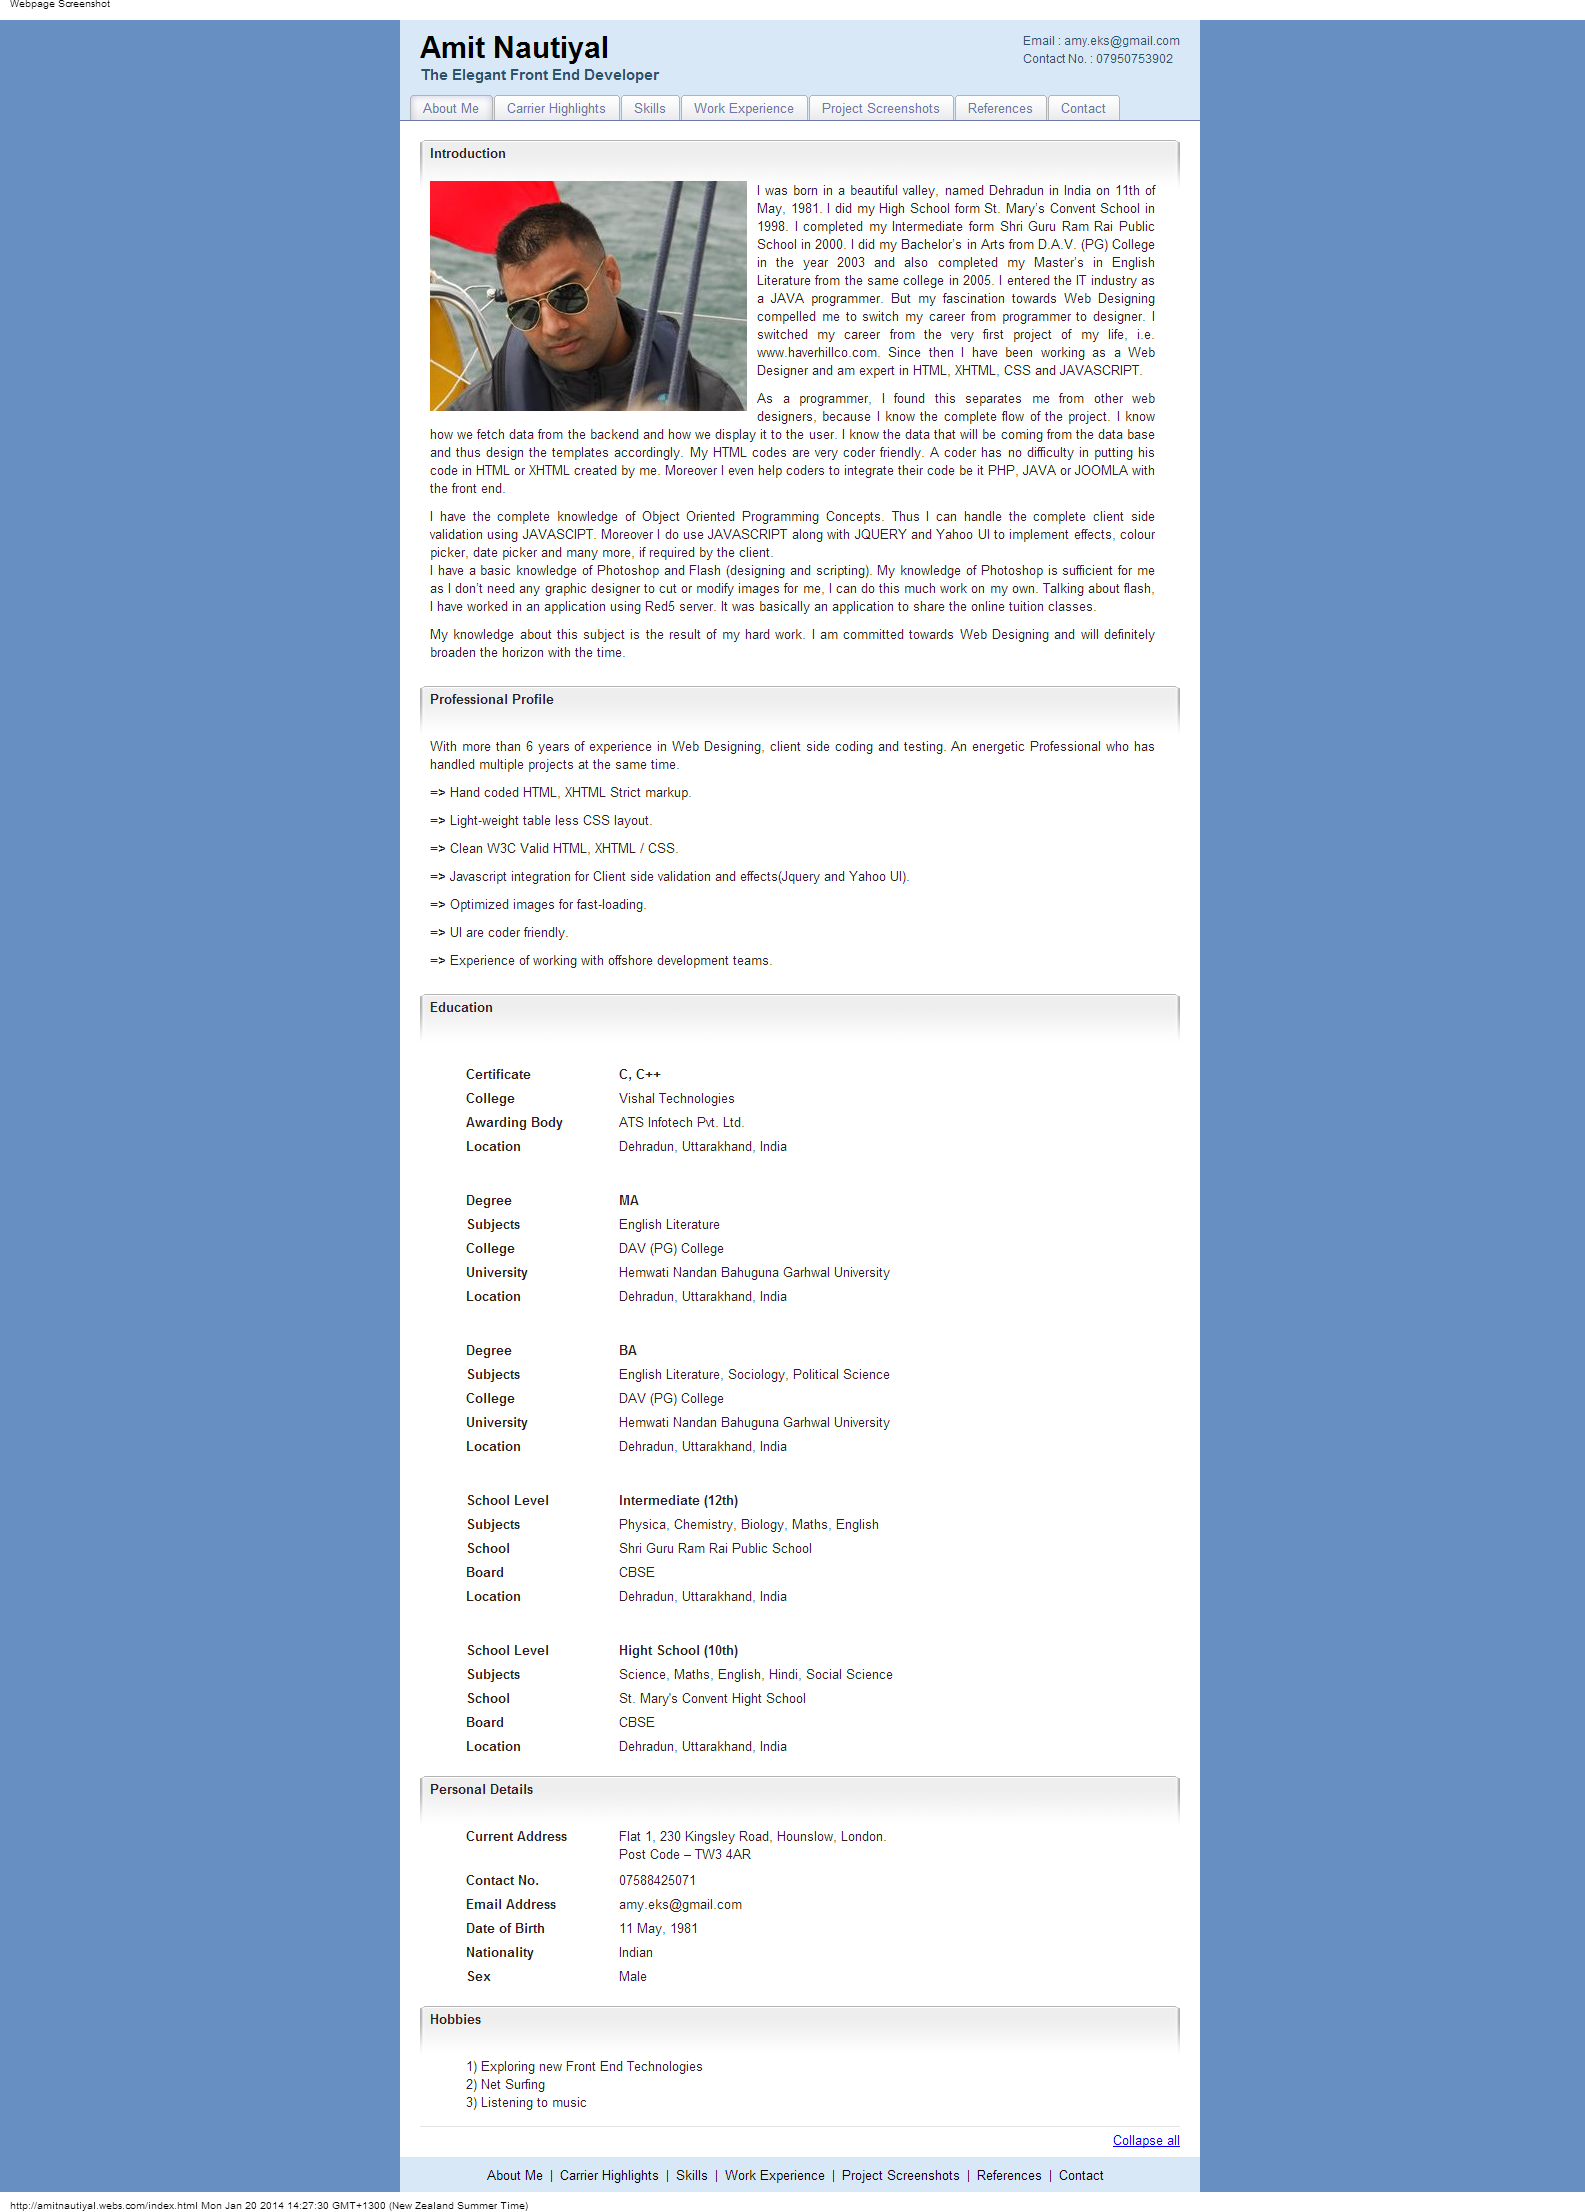 Webpage Screenshot
Amit Nautiyal
The Elegant Front End Developer
Email : amy.eks@gmail.com
Contact No. : 07950753902
About Me Carrier Highlights Skills Work Experience Project Screenshots References Contact
Introduction
I was born in a beautiful valley, named Dehradun in India on 11th of
May, 1981. I did my High School form St. Mary's Convent School in
1998. I completed my Intermediate form Shri Guru Ram Rai Public
School in 2000. I did my Bachelor's in Arts from D.A.V. (PG) College
in the year 2003 and also completed my Master's in English
Literature from the same college in 2005. I entered the IT industry as
a JAVA programmer. But my fascination towards Web Designing
compelled me to switch my career from programmer to designer. I
switched my career from the very first project of my life, i.e.
www.haverhillco.com. Since then I have been working as a Web
Designer and am expert in HTML, XHTML, CSS and JAVASCRIPT.
As a programmer, I found this separates me from other web
designers, because I know the complete flow of the project. I know
how we fetch data from the backend and how we display it to the user. I know the data that will be coming from the data base
and thus design the templates accordingly. My HTML codes are very coder friendly. A coder has no difficulty in putting his
code in HTML or XHTML created by me. Moreover I even help coders to integrate their code be it PHP, JAVA or JOOMLA with
the front end.
I have the complete knowledge of Object Oriented Programming Concepts. Thus I can handle the complete client side
validation using JAVASCIPT. Moreover I do use JAVASCRIPT along with JQUERY and Yahoo UI to implement effects, colour
picker, date picker and many more, if required by the client.
I have a basic knowledge of Photoshop and Flash (designing and scripting). My knowledge of Photoshop is sufficient for me
as I don't need any graphic designer to cut or modify images for me, I can do this much work on my own. Talking about flash,
I have worked in an application using Red5 server. It was basically an application to share the online tuition classes.
My knowledge about this subject is the result of my hard work. I am committed towards Web Designing and will definitely
broaden the horizon with the time.
Professional Profile
With more than 6 years of experience in Web Designing, client side coding and testing. An energetic Professional who has
handled multiple projects at the same time.
=> Hand coded HTML, XHTML Strict markup.
=> Light-weight table less CSS layout.
=> Clean W3C Valid HTML, XHTML / CSS.
=> Javascript integration for Client side validation and effects(Jquery and Yahoo UI).
=> Optimized images for fast-loading.
=> UI are coder friendly.
=> Experience of working with offshore development teams.
Education
Certificate C, C++
College Vishal Technologies
Awarding Body ATS Infotech Pvt. Ltd.
Location Dehradun, Uttarakhand, India
Degree MA
Subjects English Literature
College DAV (PG) College
University Hemwati Nandan Bahuguna Garhwal University
Location Dehradun, Uttarakhand, India
Degree BA
Subjects English Literature, Sociology, Political Science
College DAV (PG) College
University Hemwati Nandan Bahuguna Garhwal University
Location Dehradun, Uttarakhand, India
School Level Intermediate (12th)
Subjects Physica, Chemistry, Biology, Maths, English
School Shri Guru Ram Rai Public School
Board CBSE
Location Dehradun, Uttarakhand, India
School Level Hight School (10th)
Subjects Science, Maths, English, Hindi, Social Science
School St. Mary's Convent Hight School
Board CBSE
Location Dehradun, Uttarakhand, India
Personal Details
Current Address Flat 1, 230 Kingsley Road, Hounslow, London.
Post Code – TW3 4AR
Contact No. 07588425071
Email Address amy.eks@gmail.com
Date of Birth 11 May, 1981
Nationality Indian
Sex Male
Hobbies
1) Exploring new Front End Technologies
2) Net Surfing
3) Listening to music
Collapse all
About Me | Carrier Highlights | Skills | Work Experience | Project Screenshots | References | Contact
http://amitnautiyal.webs.com/index.html Mon Jan 20 2014 14:27:30 GMT+1300 (New Zealand Summer Time)